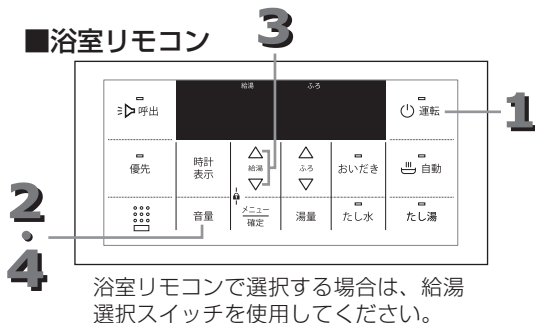 ■浴室リモコン
3
給湯 ふろ
呼出
運転
1
優先
時計
表示
給湯
ふろ
おいだき
自動
2
・
4
音量
メニュー
確定
湯量
たし水
たし湯
浴室リモコンで選択する場合は、給湯
選択スイッチを使用してください。